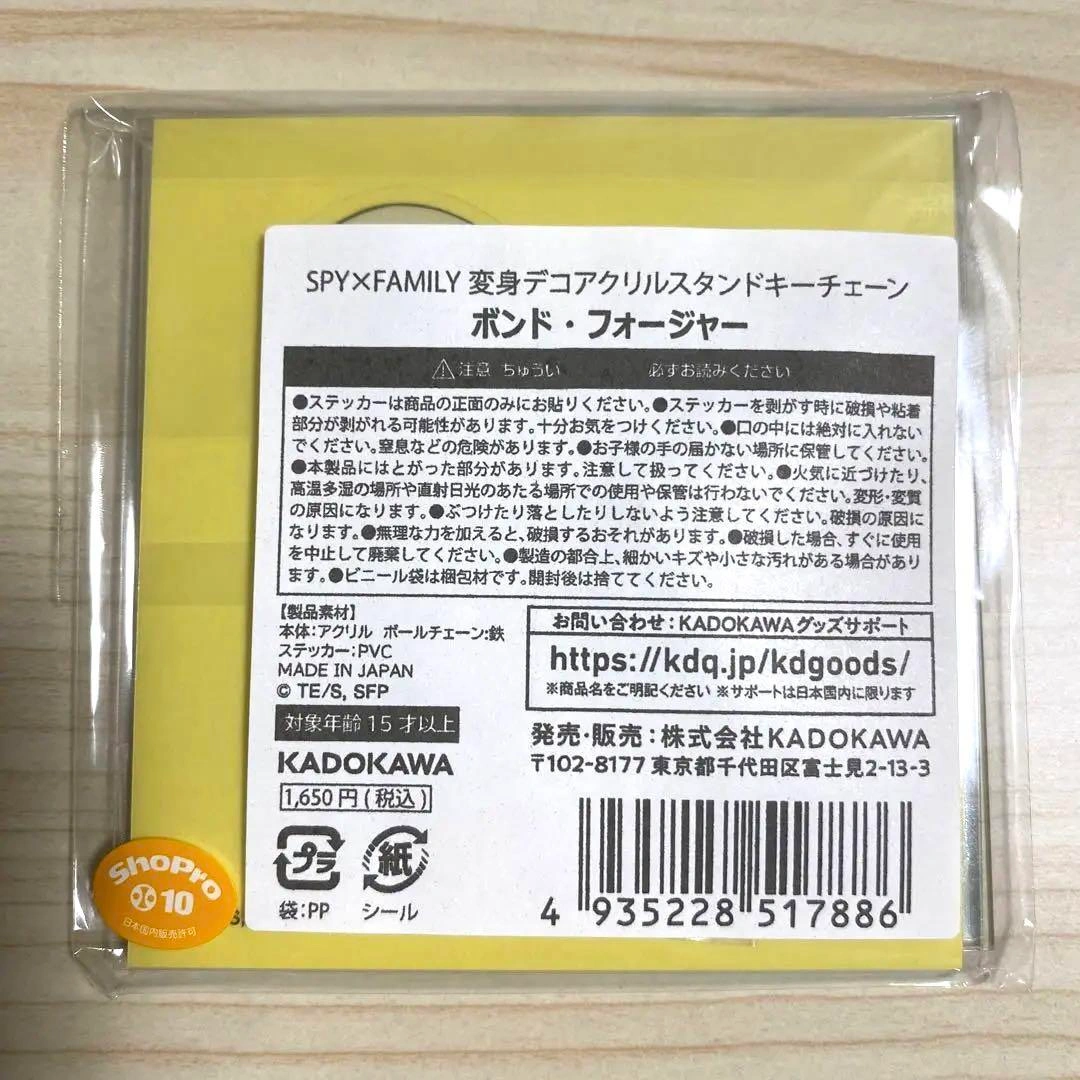 SPY×FAMILY 変身デコアクリルスタンドキーチェーン
ボンド・フォージャー
⚠注意 ちゅうい 必ずお読みください
●ステッカーは商品の正面のみにお貼りください。●ステッカーを剥がす時に破損や粘着
部分が剥がれる可能性があります。十分お気をつけください。●口の中には絶対に入れない
でください。窒息などの危険があります。●お子様の手の届かない場所に保管してください。
●本製品にはとがった部分があります。注意して扱ってください。●火気に近づけたり、
高温多湿の場所や直射日光のあたる場所での使用や保管は行わないでください。変形・変質
の原因になります。●ぶつけたり落としたりしないよう注意してください。破損の原因に
なります。●無理な力を加えると、破損するおそれがあります。●破損した場合、すぐに使用
を中止して廃棄してください。●製造の都合上、細かいキズや小さな汚れがある場合があり
ます。●ビニール袋は梱包材です。開封後は捨ててください。
【製品素材】
本体:アクリル ボールチェーン:鉄
ステッカー:PVC
MADE IN JAPAN
© TE/S, SFP
対象年齢15才以上
KADOKAWA
1,650円(税込)
プラ
紙
袋:PP シール
お問い合わせ:KADOKAWAグッズサポート
https://kdq.jp/kdgoods/
※商品名をご明記ください ※サポートは日本国内に限ります
発売・販売:株式会社KADOKAWA
〒102-8177 東京都千代田区富士見2-13-3
4 935228 517886
ShoPro
10
日本国内販売許可